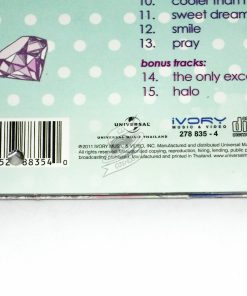 10. cooler than
11. sweet dream
12. smile
13. pray
bonus tracks:
14. the only exce
15. halo
UNIVERSAL
UNIVERSAL MUSIC THAILAND
iVORY
MUSIC & VIDEO
278 835 - 4
52 88354 0
℗©2011 IVORY MUSIC & VIDEO, INC. Manufactured and distributed Universal Mu
All rights reserved. Unauthorized copying, reproduction, hiring, lending, public
broadcasting prohibited. Manufactured and printed in Thailand. www.universal